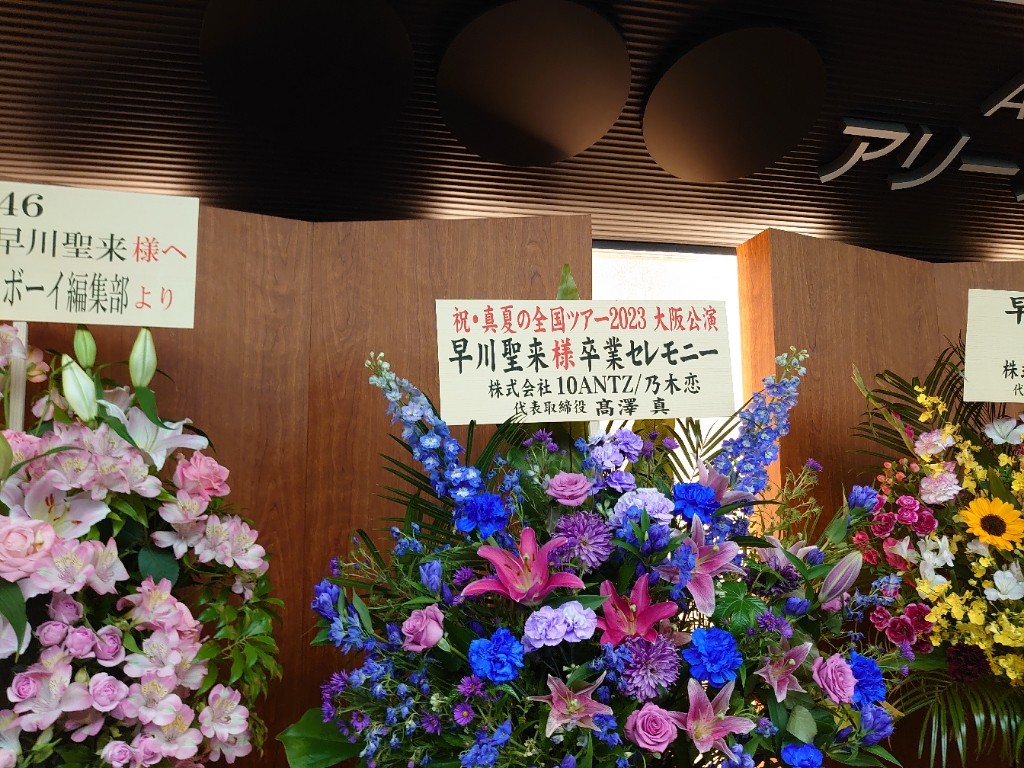 アリー
46
早川聖来様へ
ボーイ編集部より
祝・真夏の全国ツアー2023 大阪公演
早川聖来様卒業セレモニー
株式会社 10ANTZ/乃木恋
代表取締役 髙澤 真
早
株
代